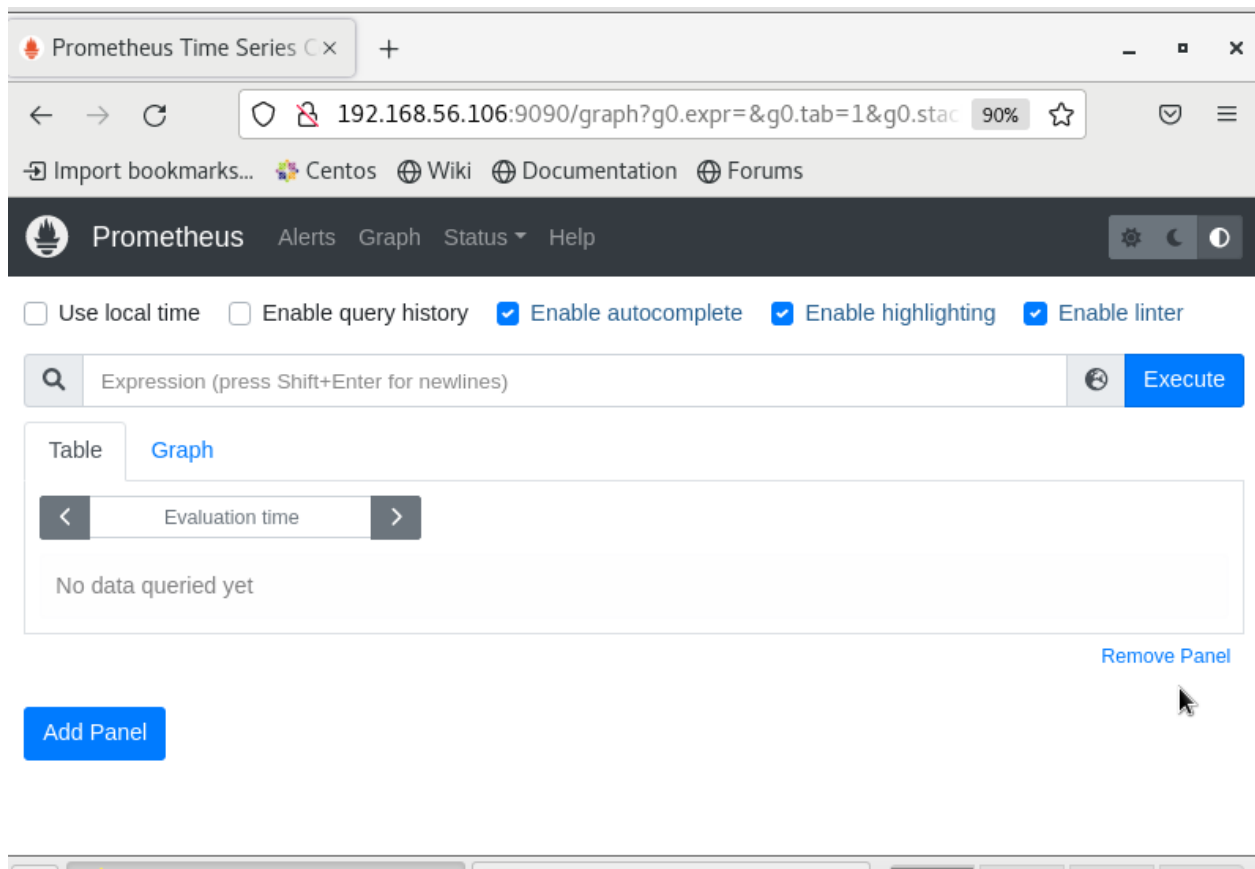 Prometheus Time Series C
192.168.56.106:9090/graph?g0.expr=&g0.tab=1&g0.stac 90%
Import bookmarks... Centos Wiki Documentation Forums
Prometheus Alerts Graph Status Help
Use local time Enable query history Enable autocomplete Enable highlighting Enable linter
Expression (press Shift+Enter for newlines) Execute
Table Graph
Evaluation time
No data queried yet
Remove Panel
Add Panel